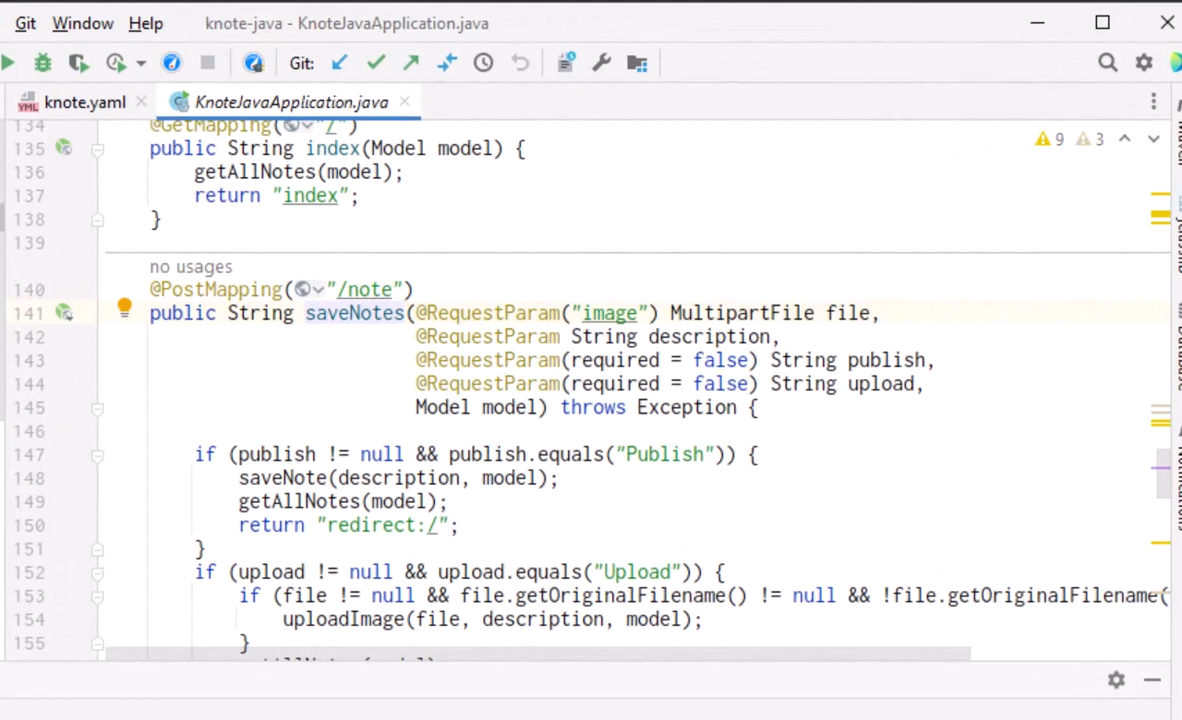 Git Window Help knote-java - KnoteJavaApplication.java
Git:
YML knote.yaml KnoteJavaApplication.java
134 @GetMapping("/")
135 public String index(Model model) {
9 3
136 getAllNotes(model);
137 return "index";
138 }
139
no usages
140 @PostMapping("/note")
141 public String saveNotes(@RequestParam("image") MultipartFile file,
142 @RequestParam String description,
143 @RequestParam(required = false) String publish,
144 @RequestParam(required = false) String upload,
145 Model model) throws Exception {
146
147 if (publish != null && publish.equals("Publish")) {
148 saveNote(description, model);
149 getAllNotes(model);
150 return "redirect:/";
151 }
152 if (upload != null && upload.equals("Upload")) {
153 if (file != null && file.getOriginalFilename() != null && !file.getOriginalFilename(
154 uploadImage(file, description, model);
155 }